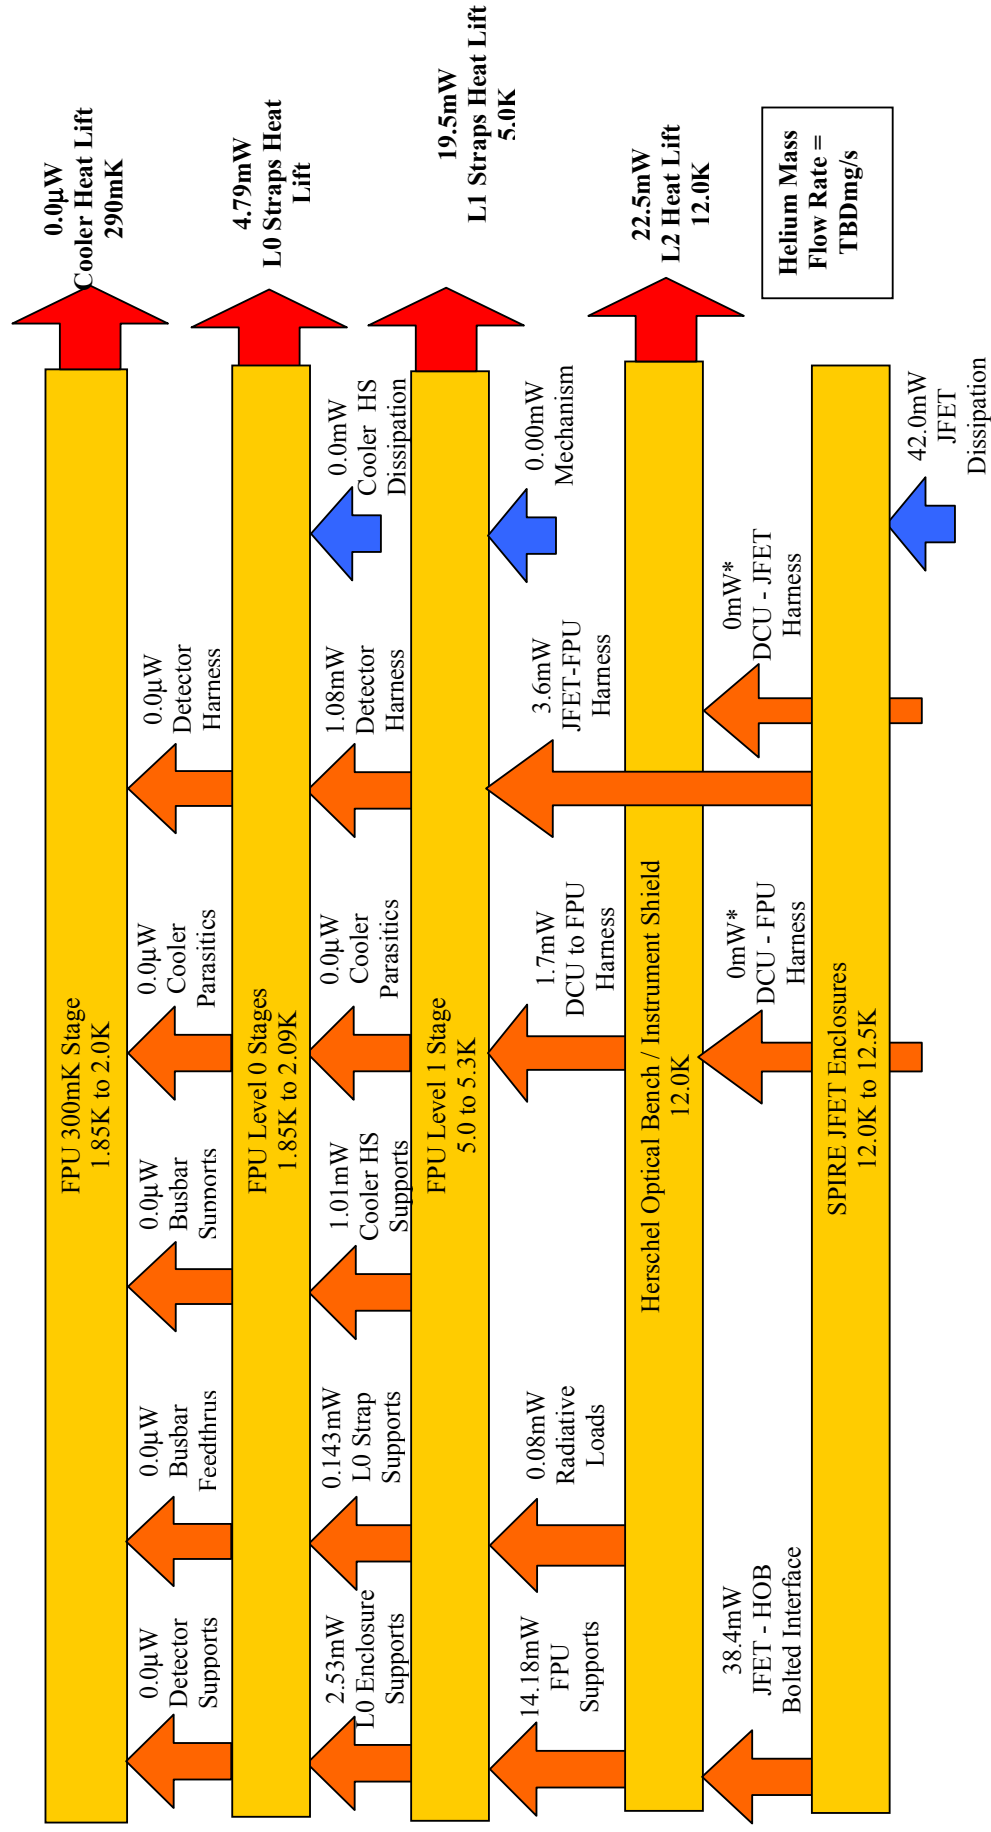 0.0µW
Cooler Heat Lift
290mK
FPU 300mK Stage
1.85K to 2.0K
0.0µW
Detector
Supports
0.0µW
Busbar
Feedthrus
0.0µW
Busbar
Supports
0.0µW
Cooler
Parasitics
0.0µW
Detector
Harness
4.79mW
L0 Straps Heat
Lift
FPU Level 0 Stages
1.85K to 2.09K
2.53mW
L0 Enclosure
Supports
0.143mW
L0 Strap
Supports
1.01mW
Cooler HS
Supports
0.0µW
Cooler
Parasitics
1.08mW
Detector
Harness
0.0mW
Cooler HS
Dissipation
19.5mW
L1 Straps Heat Lift
5.0K
FPU Level 1 Stage
5.0 to 5.3K
14.18mW
FPU
Supports
0.08mW
Radiative
Loads
1.7mW
DCU to FPU
Harness
3.6mW
JFET-FPU
Harness
0.00mW
Mechanism
22.5mW
L2 Heat Lift
12.0K
Herschel Optical Bench / Instrument Shield
12.0K
38.4mW
JFET - HOB
Bolted Interface
0mW*
DCU - FPU
Harness
0mW*
DCU - JFET
Harness
Helium Mass
Flow Rate =
TBDmg/s
SPIRE JFET Enclosures
12.0K to 12.5K
42.0mW
JFET
Dissipation